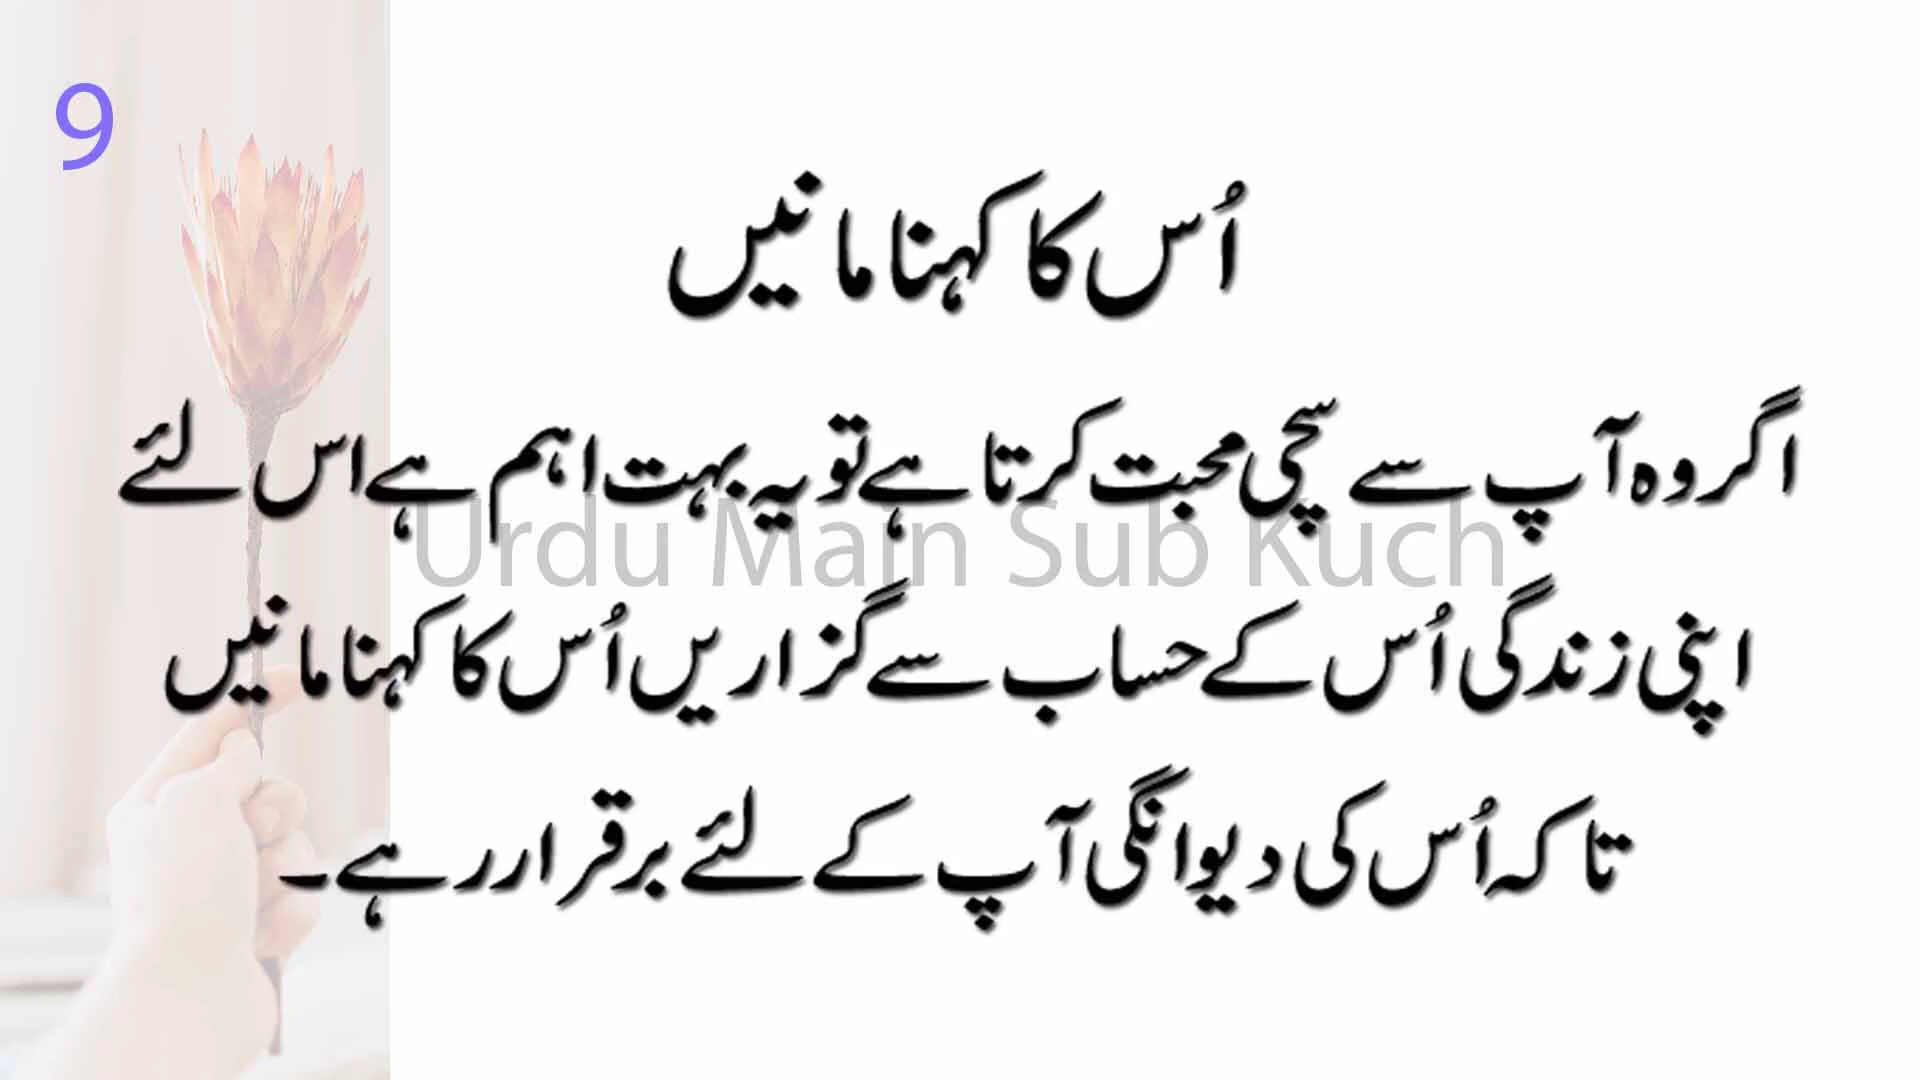 9
اُس کا کہنا مانیں
اگر وہ آپ سے سچی محبت کرتا ہے تو یہ بہت اہم ہے اس لئے
Urdu Main Sub Kuch
اپنی زندگی اُس کے حساب سے گزاریں اُس کا کہنا مانیں
تاکہ اُس کی دیوانگی آپ کے لئے برقرار رہے۔